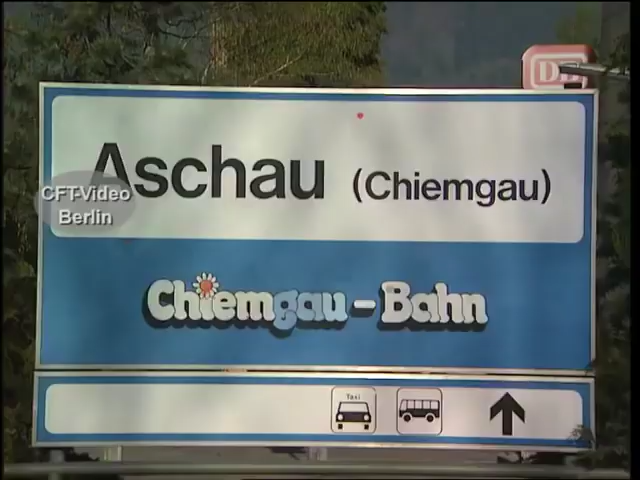 DB
Aschau (Chiemgau)
CFT-Video
Berlin
Chiemgau-Bahn
Taxi